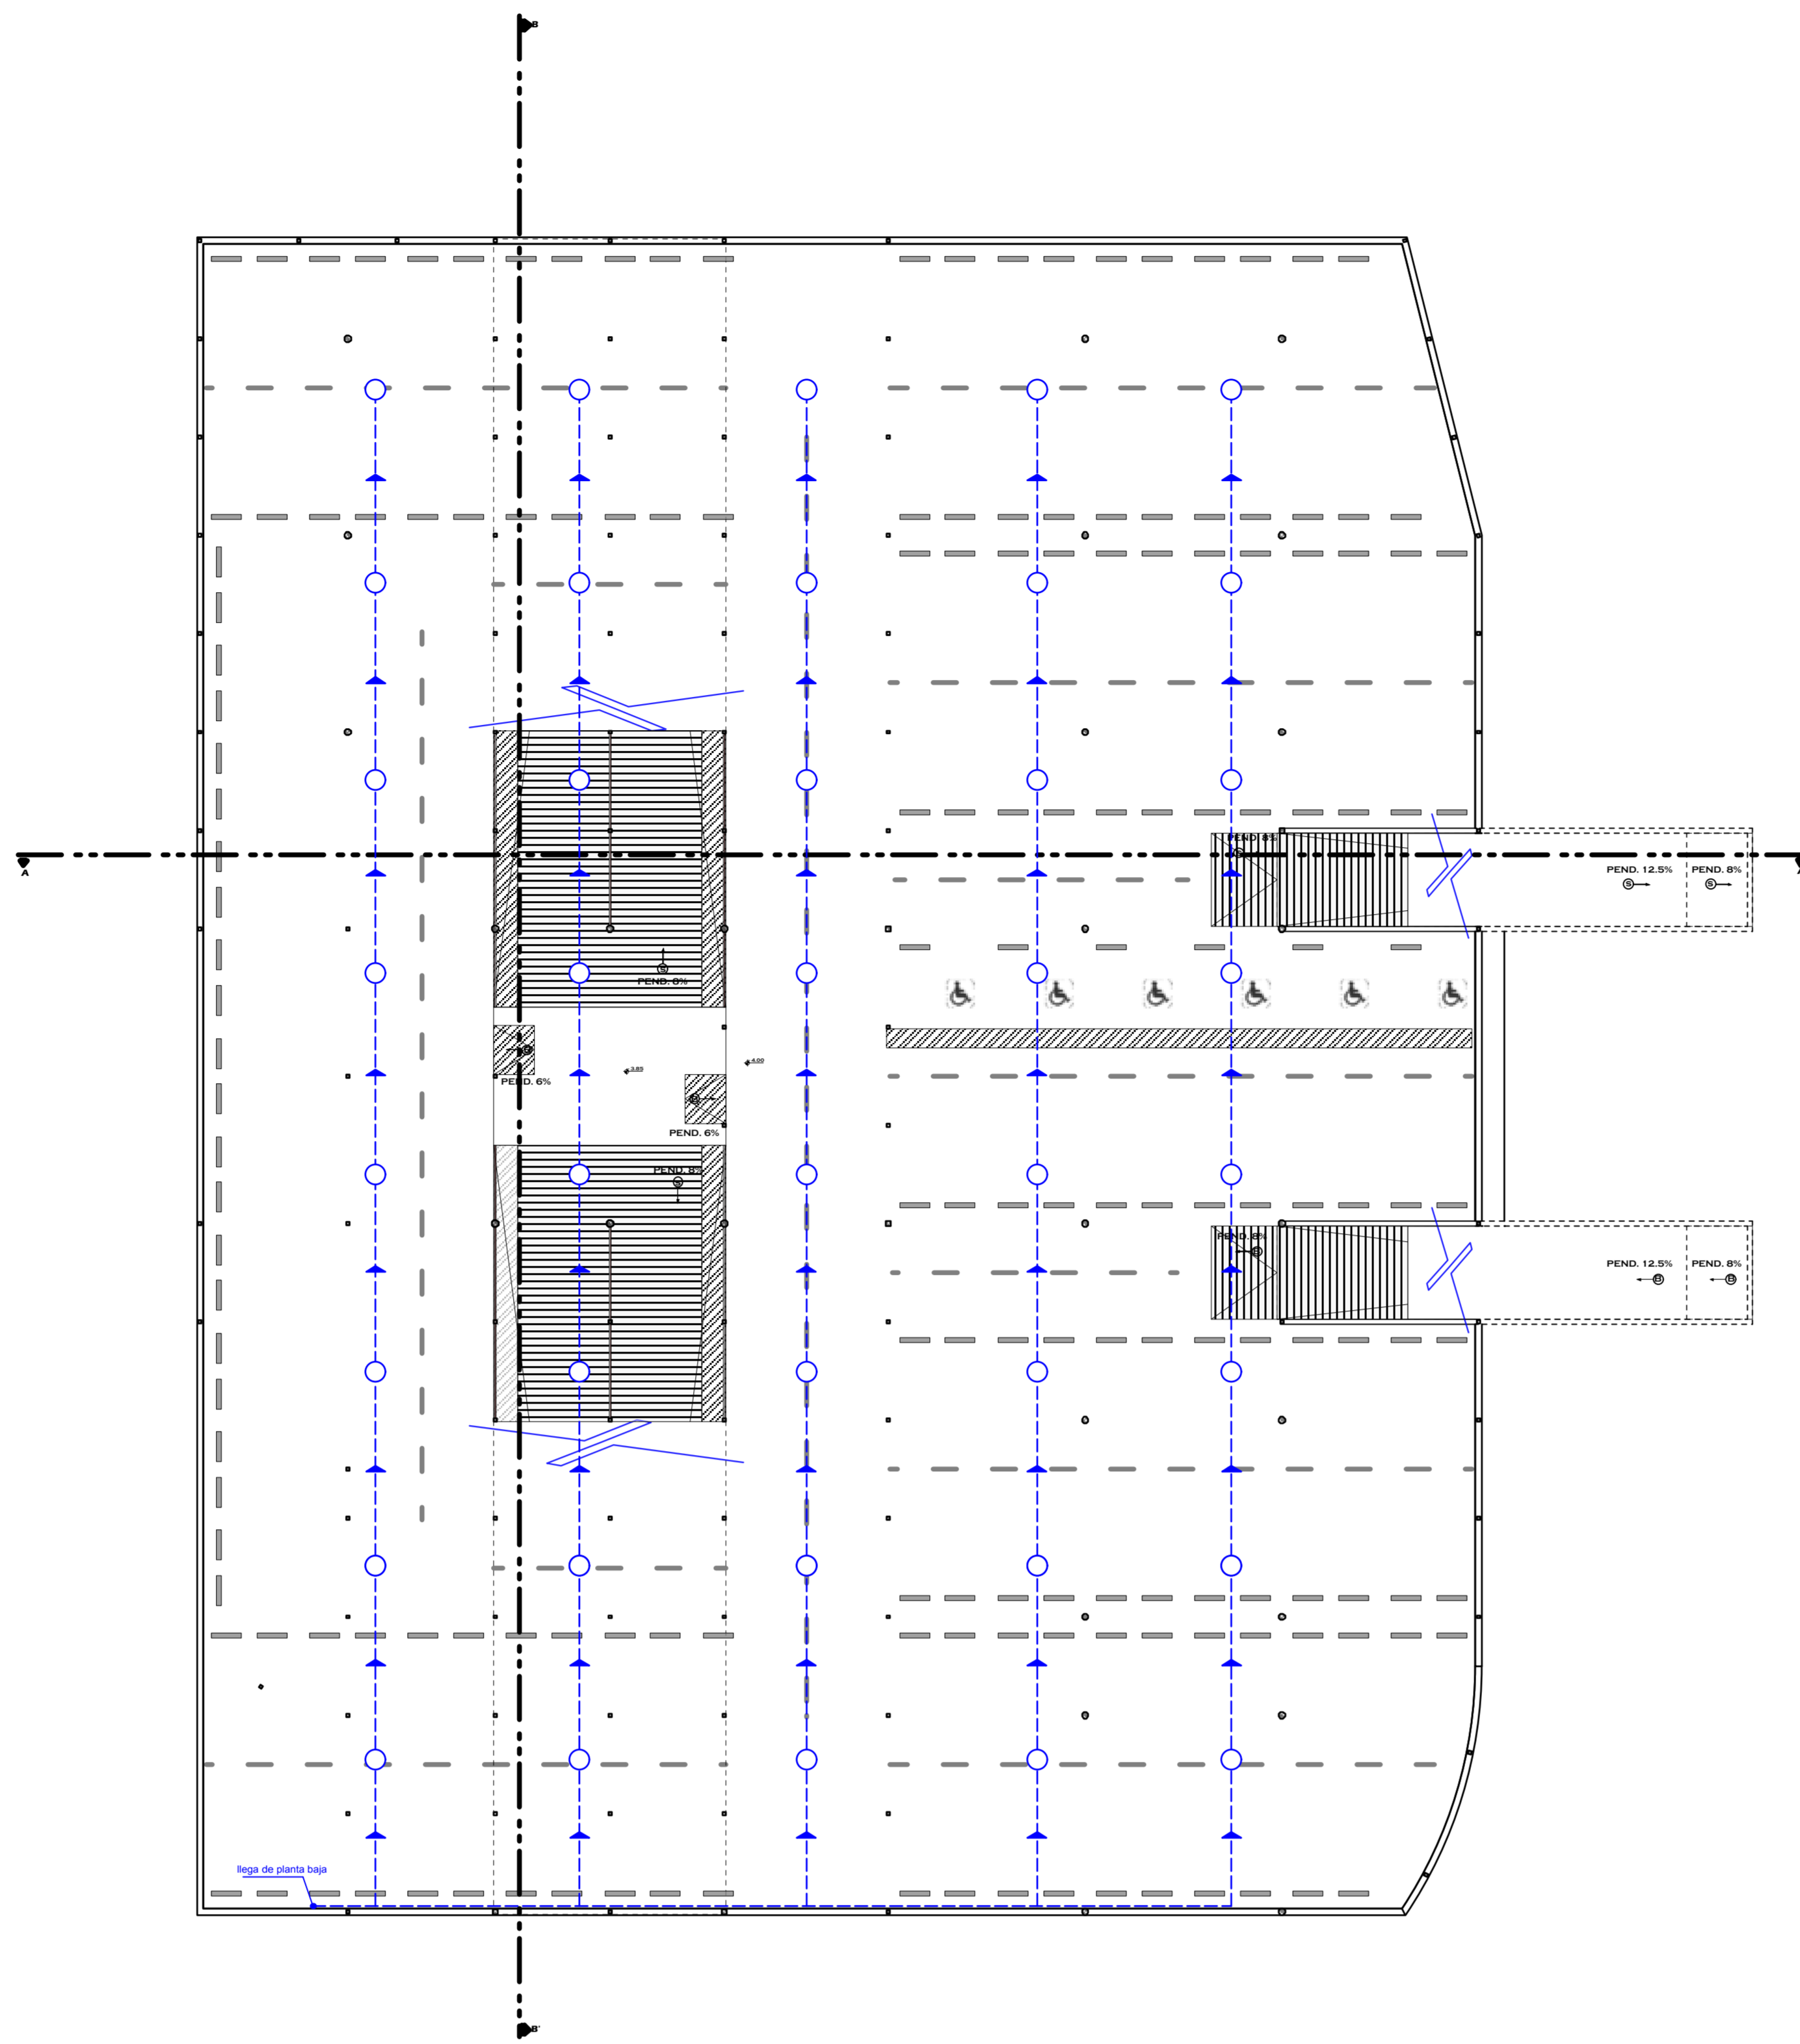 B
PEND. 8%
PEND. 12.5%
PEND. 8%
S
S
S
A
S
PEND. 8%
4.00
3.85
B
PEND. 6%
B
PEND. 6%
PEND. 8%
S
PEND. 8%
B
PEND. 12.5%
PEND. 8%
B
B
llega de planta baja
B'